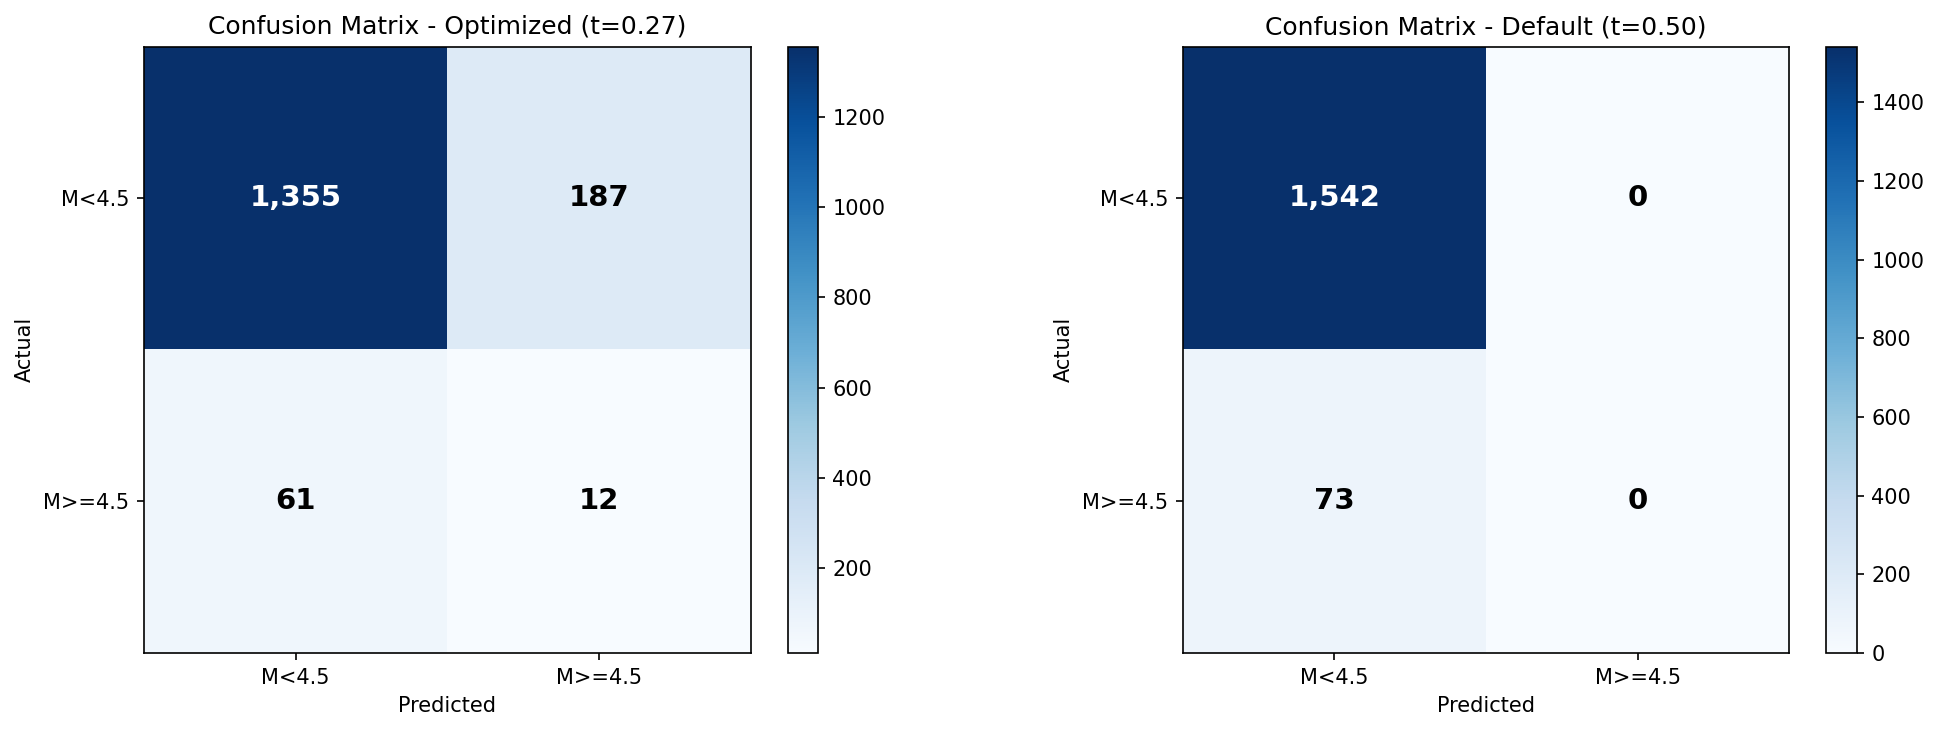 Confusion Matrix - Optimized (t=0.27)
M<4.5
M>=4.5
Actual
1,355
187
61
12
M<4.5
M>=4.5
Predicted
1200
1000
800
600
400
200
Confusion Matrix - Default (t=0.50)
M<4.5
M>=4.5
Actual
1,542
0
73
0
M<4.5
M>=4.5
Predicted
1400
1200
1000
800
600
400
200
0